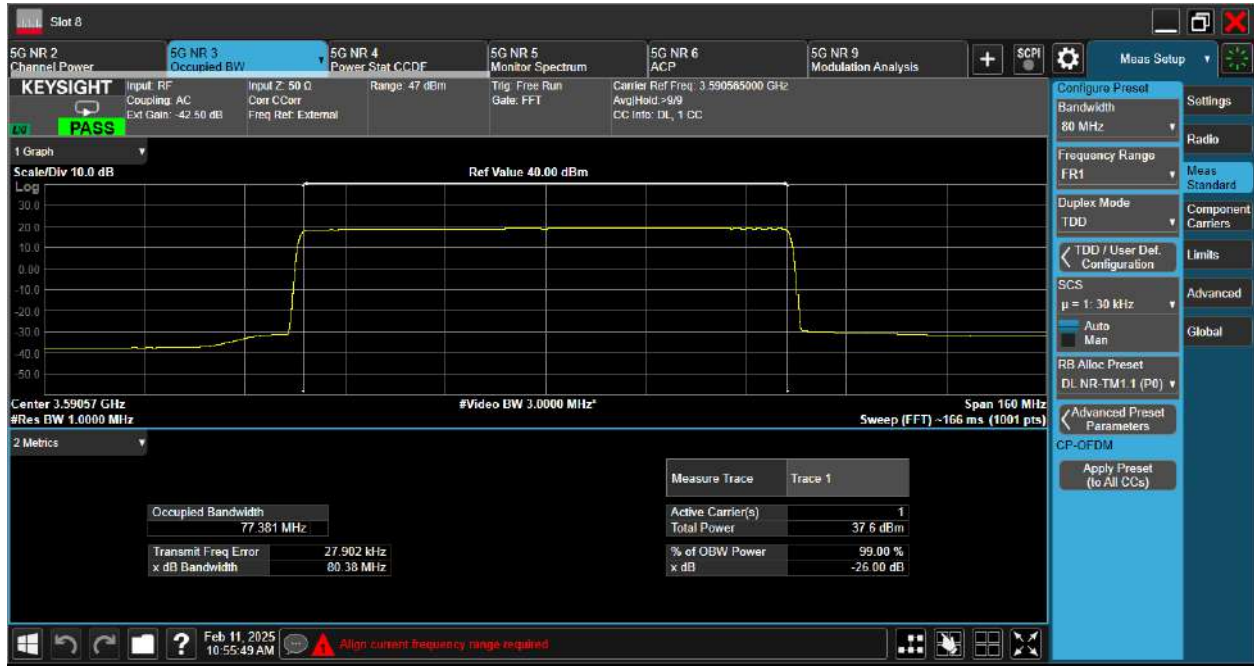 Slot 8
5G NR 2
Channel Power
5G NR 3
Occupied BW
5G NR 4
Power Stat CCDF
5G NR 5
Monitor Spectrum
5G NR 6
ACP
5G NR 9
Modulation Analysis
+
SCPI
Meas Setup
KEYSIGHT
PASS
Input: RF
Coupling: AC
Ext Gain: -42.50 dB
Input Z: 50 Ω
Corr CCorr
Freq Ref: External
Range: 47 dBm
Trig: Free Run
Gate: FFT
Carrier Ref Freq: 3.590565000 GHz
Avg|Hold:>9/9
CC Info: DL, 1 CC
1 Graph
Scale/Div 10.0 dB
Ref Value 40.00 dBm
Log
30.0
20.0
10.0
0.00
-10.0
-20.0
-30.0
-40.0
-50.0
Center 3.59057 GHz
#Video BW 3.0000 MHz*
Span 160 MHz
#Res BW 1.0000 MHz
Sweep (FFT) ~166 ms (1001 pts)
2 Metrics
Measure Trace Trace 1
Occupied Bandwidth
77.381 MHz
Active Carrier(s) 1
Total Power 37.6 dBm
Transmit Freq Error 27.902 kHz
x dB Bandwidth 80.38 MHz
% of OBW Power 99.00 %
x dB -26.00 dB
Configure Preset
Bandwidth
80 MHz
Frequency Range
FR1
Duplex Mode
TDD
TDD / User Def.
Configuration
SCS
µ = 1: 30 kHz
Auto
Man
RB Alloc Preset
DL NR-TM1.1 (P0)
Advanced Preset
Parameters
CP-OFDM
Apply Preset
(to All CCs)
Settings
Radio
Meas
Standard
Component
Carriers
Limits
Advanced
Global
?
Feb 11, 2025
10:55:49 AM
Align current frequency range required